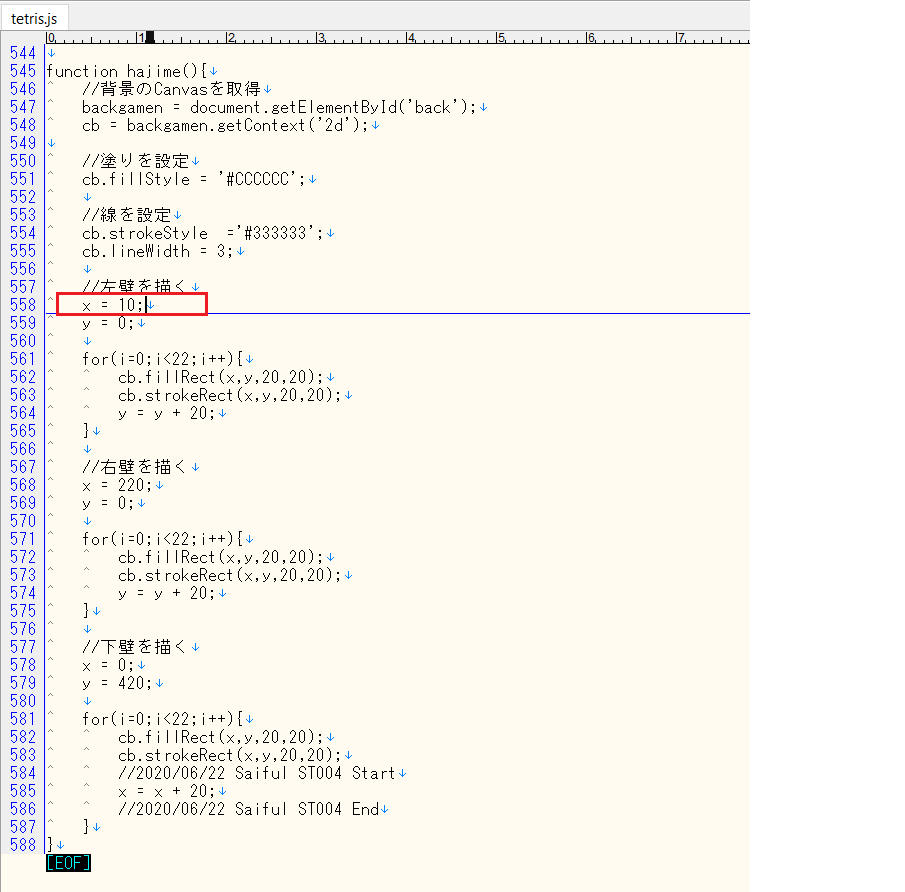 tetris.js
0 1 2 3 4 5 6 7
544 ↓
545 function hajime(){↓
546 //背景のCanvasを取得↓
547 backgamen = document.getElementById('back');↓
548 cb = backgamen.getContext('2d');↓
549 ↓
550 //塗りを設定↓
551 cb.fillStyle = '#CCCCCC';↓
552 ↓
553 //線を設定↓
554 cb.strokeStyle  ='#333333';↓
555 cb.lineWidth = 3;↓
556 ↓
557 //左壁を描く↓
558 x = 10;↓
559 y = 0;↓
560 ↓
561 for(i=0;i<22;i++){↓
562 cb.fillRect(x,y,20,20);↓
563 cb.strokeRect(x,y,20,20);↓
564 y = y + 20;↓
565 }↓
566 ↓
567 //右壁を描く↓
568 x = 220;↓
569 y = 0;↓
570 ↓
571 for(i=0;i<22;i++){↓
572 cb.fillRect(x,y,20,20);↓
573 cb.strokeRect(x,y,20,20);↓
574 y = y + 20;↓
575 }↓
576 ↓
577 //下壁を描く↓
578 x = 0;↓
579 y = 420;↓
580 ↓
581 for(i=0;i<22;i++){↓
582 cb.fillRect(x,y,20,20);↓
583 cb.strokeRect(x,y,20,20);↓
584 //2020/06/22 Saiful ST004 Start↓
585 x = x + 20;↓
586 //2020/06/22 Saiful ST004 End↓
587 }↓
588 }↓
[EOF]